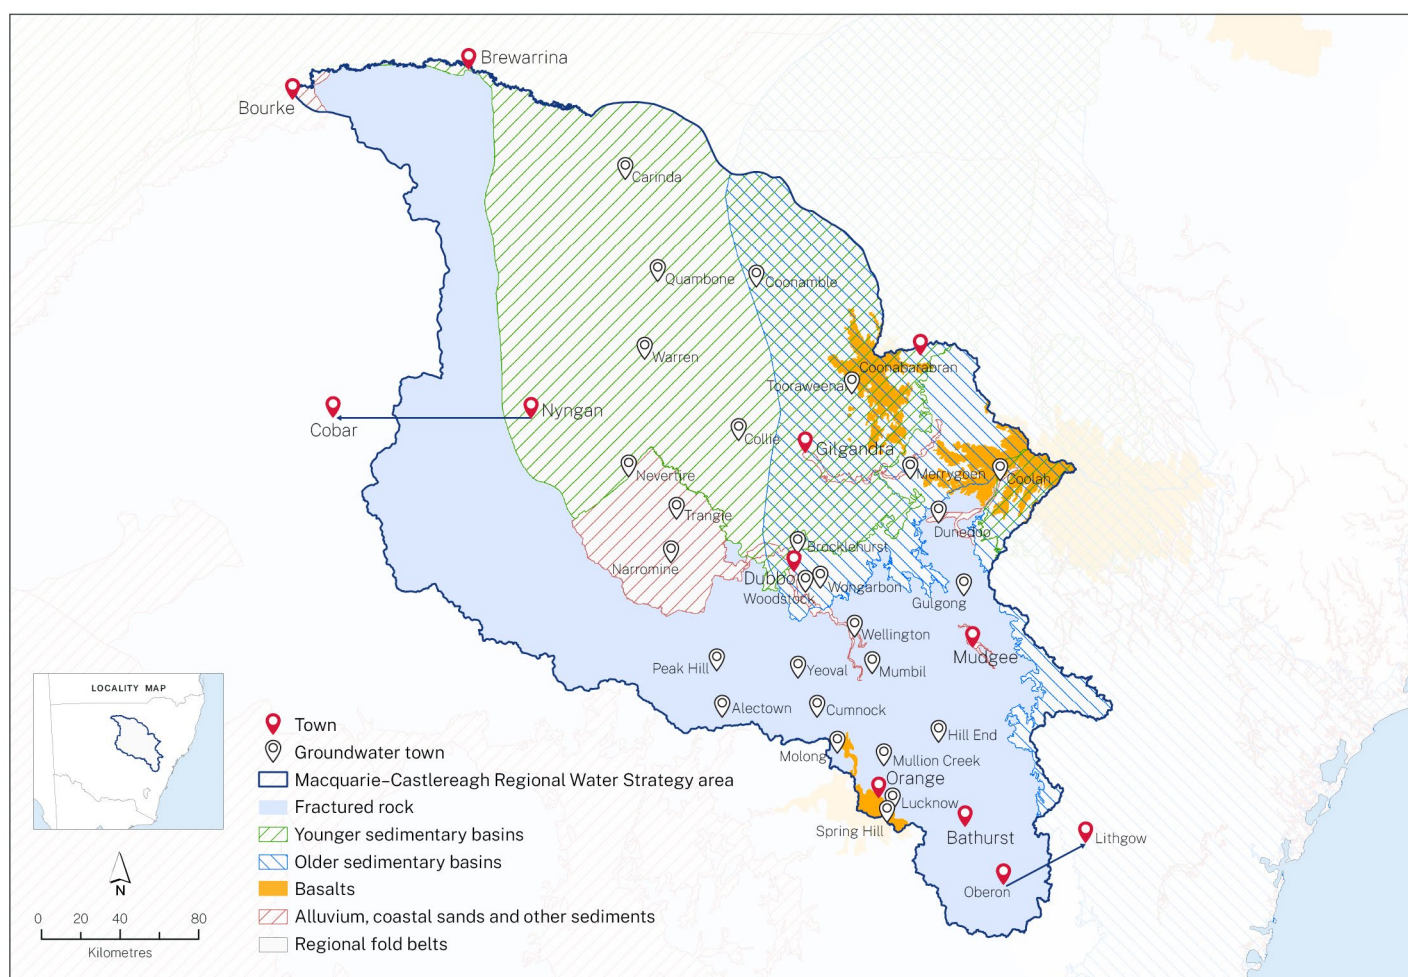 Brewarrina
Bourke
Carinda
Quambone
Coonamble
Warren
Coonabarabran
Tooraweenah
Cobar
Nyngan
Collie
Gilgandra
Nevertire
Merrygoen
Coolah
Trangie
Dunedoo
Brocklehurst
Narromine
Dubbo
Wongarbon
Woodstock
Gulgong
Wellington
Mudgee
Peak Hill
Yeoval
Mumbil
Alectown
Cumnock
Hill End
Molong
Mullion Creek
Orange
Lucknow
Spring Hill
Bathurst
Lithgow
Oberon
LOCALITY MAP
N
0 20 40 80
Kilometres
Town
Groundwater town
Macquarie–Castlereagh Regional Water Strategy area
Fractured rock
Younger sedimentary basins
Older sedimentary basins
Basalts
Alluvium, coastal sands and other sediments
Regional fold belts